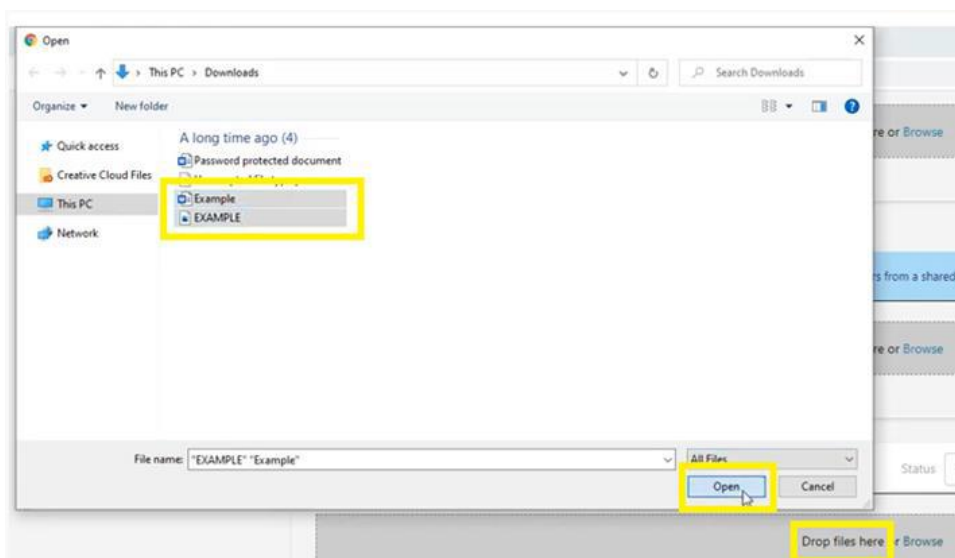 Open
This PC > Downloads
Search Downloads
Organize
New folder
re or Browse
Quick access
Creative Cloud Files
This PC
Network
A long time ago (4)
Password protected document
Example
EXAMPLE
rs from a shared
re or Browse
File name: "EXAMPLE" "Example"
All Files
Open
Cancel
Status
Drop files here or Browse